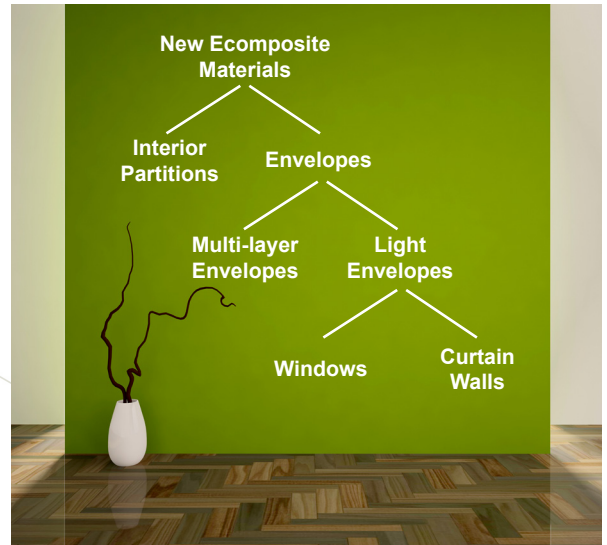 New Ecomposite
Materials
Interior
Partitions
Envelopes
Multi-layer
Envelopes
Light
Envelopes
Windows
Curtain
Walls